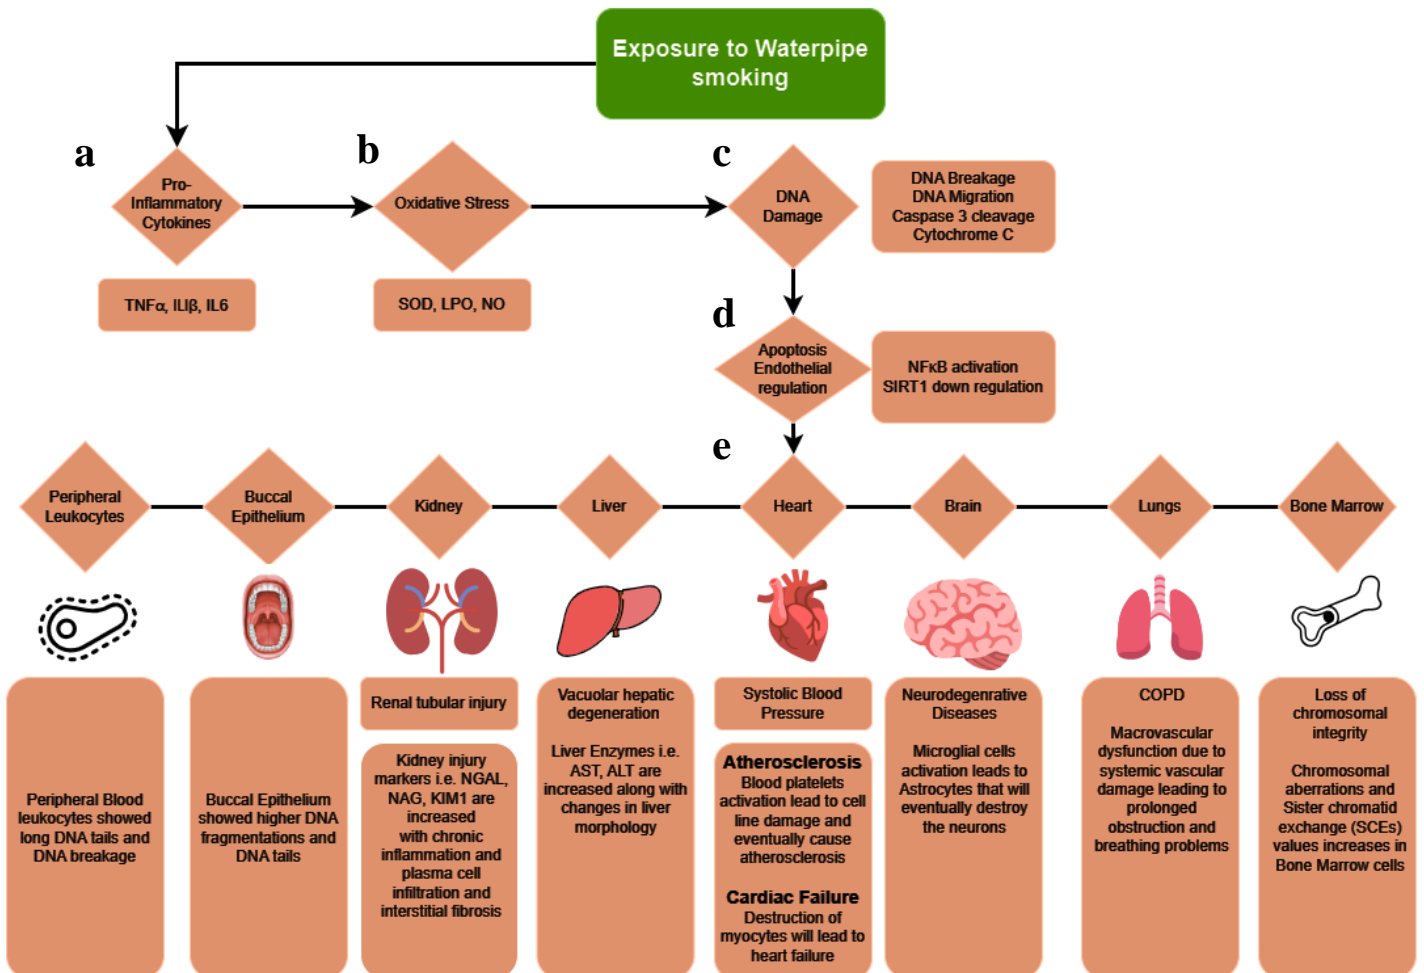 Exposure to Waterpipe
smoking
a
Pro-
Inflammatory
Cytokines
TNFα, ILIβ, IL6
b
Oxidative Stress
SOD, LPO, NO
c
DNA
Damage
DNA Breakage
DNA Migration
Caspase 3 cleavage
Cytochrome C
d
Apoptosis
Endothelial
regulation
NFκB activation
SIRT1 down regulation
e
Peripheral
Leukocytes
Buccal
Epithelium
Kidney
Liver
Heart
Brain
Lungs
Bone Marrow
Peripheral Blood
leukocytes showed
long DNA tails and
DNA breakage
Buccal Epithelium
showed higher DNA
fragmentations and
DNA tails
Renal tubular injury
Kidney injury
markers i.e. NGAL,
NAG, KIM1 are
increased
with chronic
inflammation and
plasma cell
infiltration and
interstitial fibrosis
Vacuolar hepatic
degeneration
Liver Enzymes i.e.
AST, ALT are
increased along with
changes in liver
morphology
Systolic Blood
Pressure
Atherosclerosis
Blood platelets
activation lead to cell
line damage and
eventually cause
atherosclerosis
Cardiac Failure
Destruction of
myocytes will lead to
heart failure
Neurodegenrative
Diseases
Microglial cells
activation leads to
Astrocytes that will
eventually destroy
the neurons
COPD
Macrovascular
dysfunction due to
systemic vascular
damage leading to
prolonged
obstruction and
breathing problems
Loss of
chromosomal
integrity
Chromosomal
aberrations and
Sister chromatid
exchange (SCEs)
values increases in
Bone Marrow cells